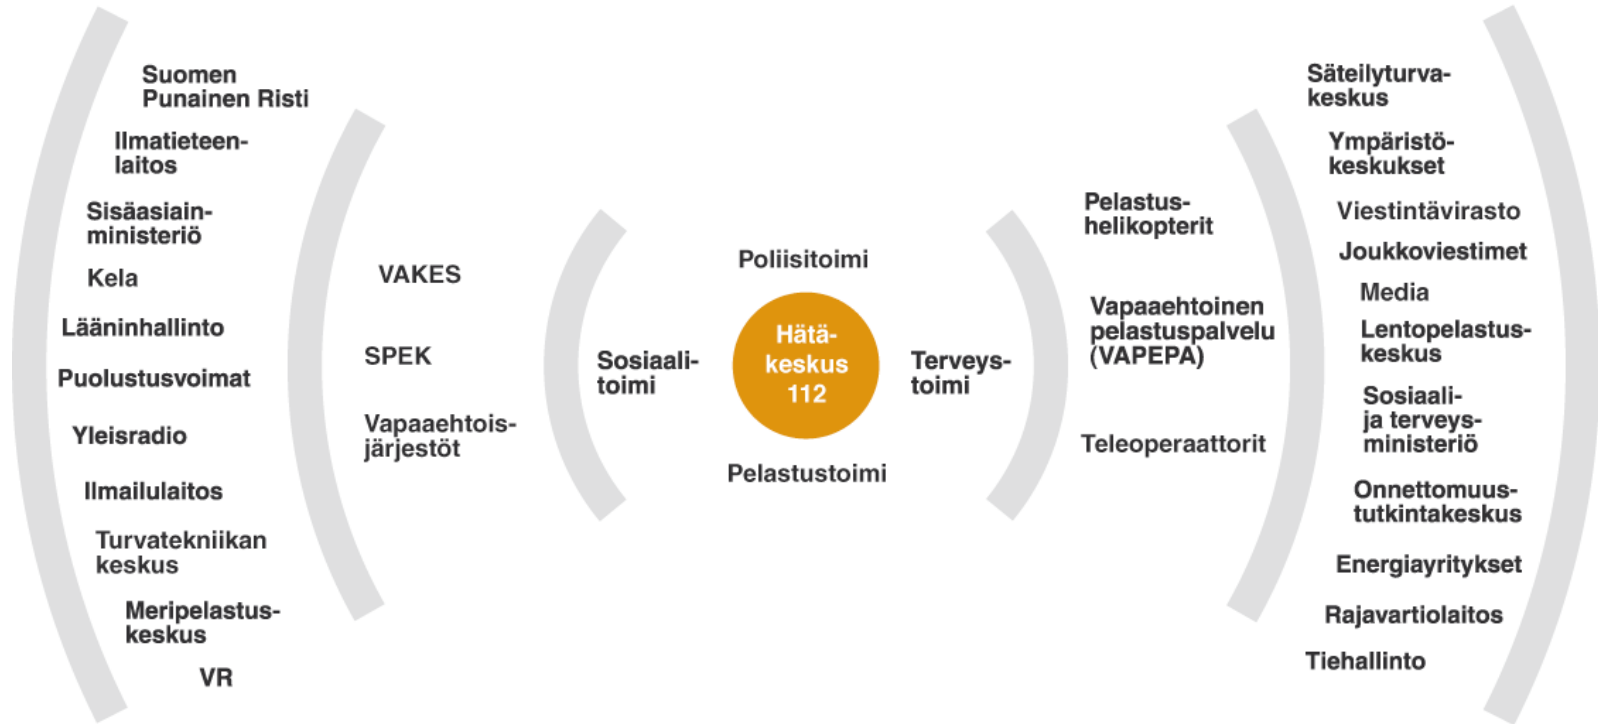 Suomen
Punainen Risti
Ilmatieteen-
laitos
Sisäasiain-
ministeriö
Kela
Lääninhallinto
Puolustusvoimat
Yleisradio
Ilmailulaitos
Turvatekniikan
keskus
Meripelastus-
keskus
VR
VAKES
SPEK
Vapaaehtois-
järjestöt
Sosiaali-
toimi
Poliisitoimi
Hätä-
keskus
112
Pelastustoimi
Terveys-
toimi
Pelastus-
helikopterit
Vapaaehtoinen
pelastuspalvelu
(VAPEPA)
Teleoperaattorit
Säteilyturva-
keskus
Ympäristö-
keskukset
Viestintävirasto
Joukkoviestimet
Media
Lentopelastus-
keskus
Sosiaali-
ja terveys-
ministeriö
Onnettomuus-
tutkintakeskus
Energiayritykset
Rajavartiolaitos
Tiehallinto